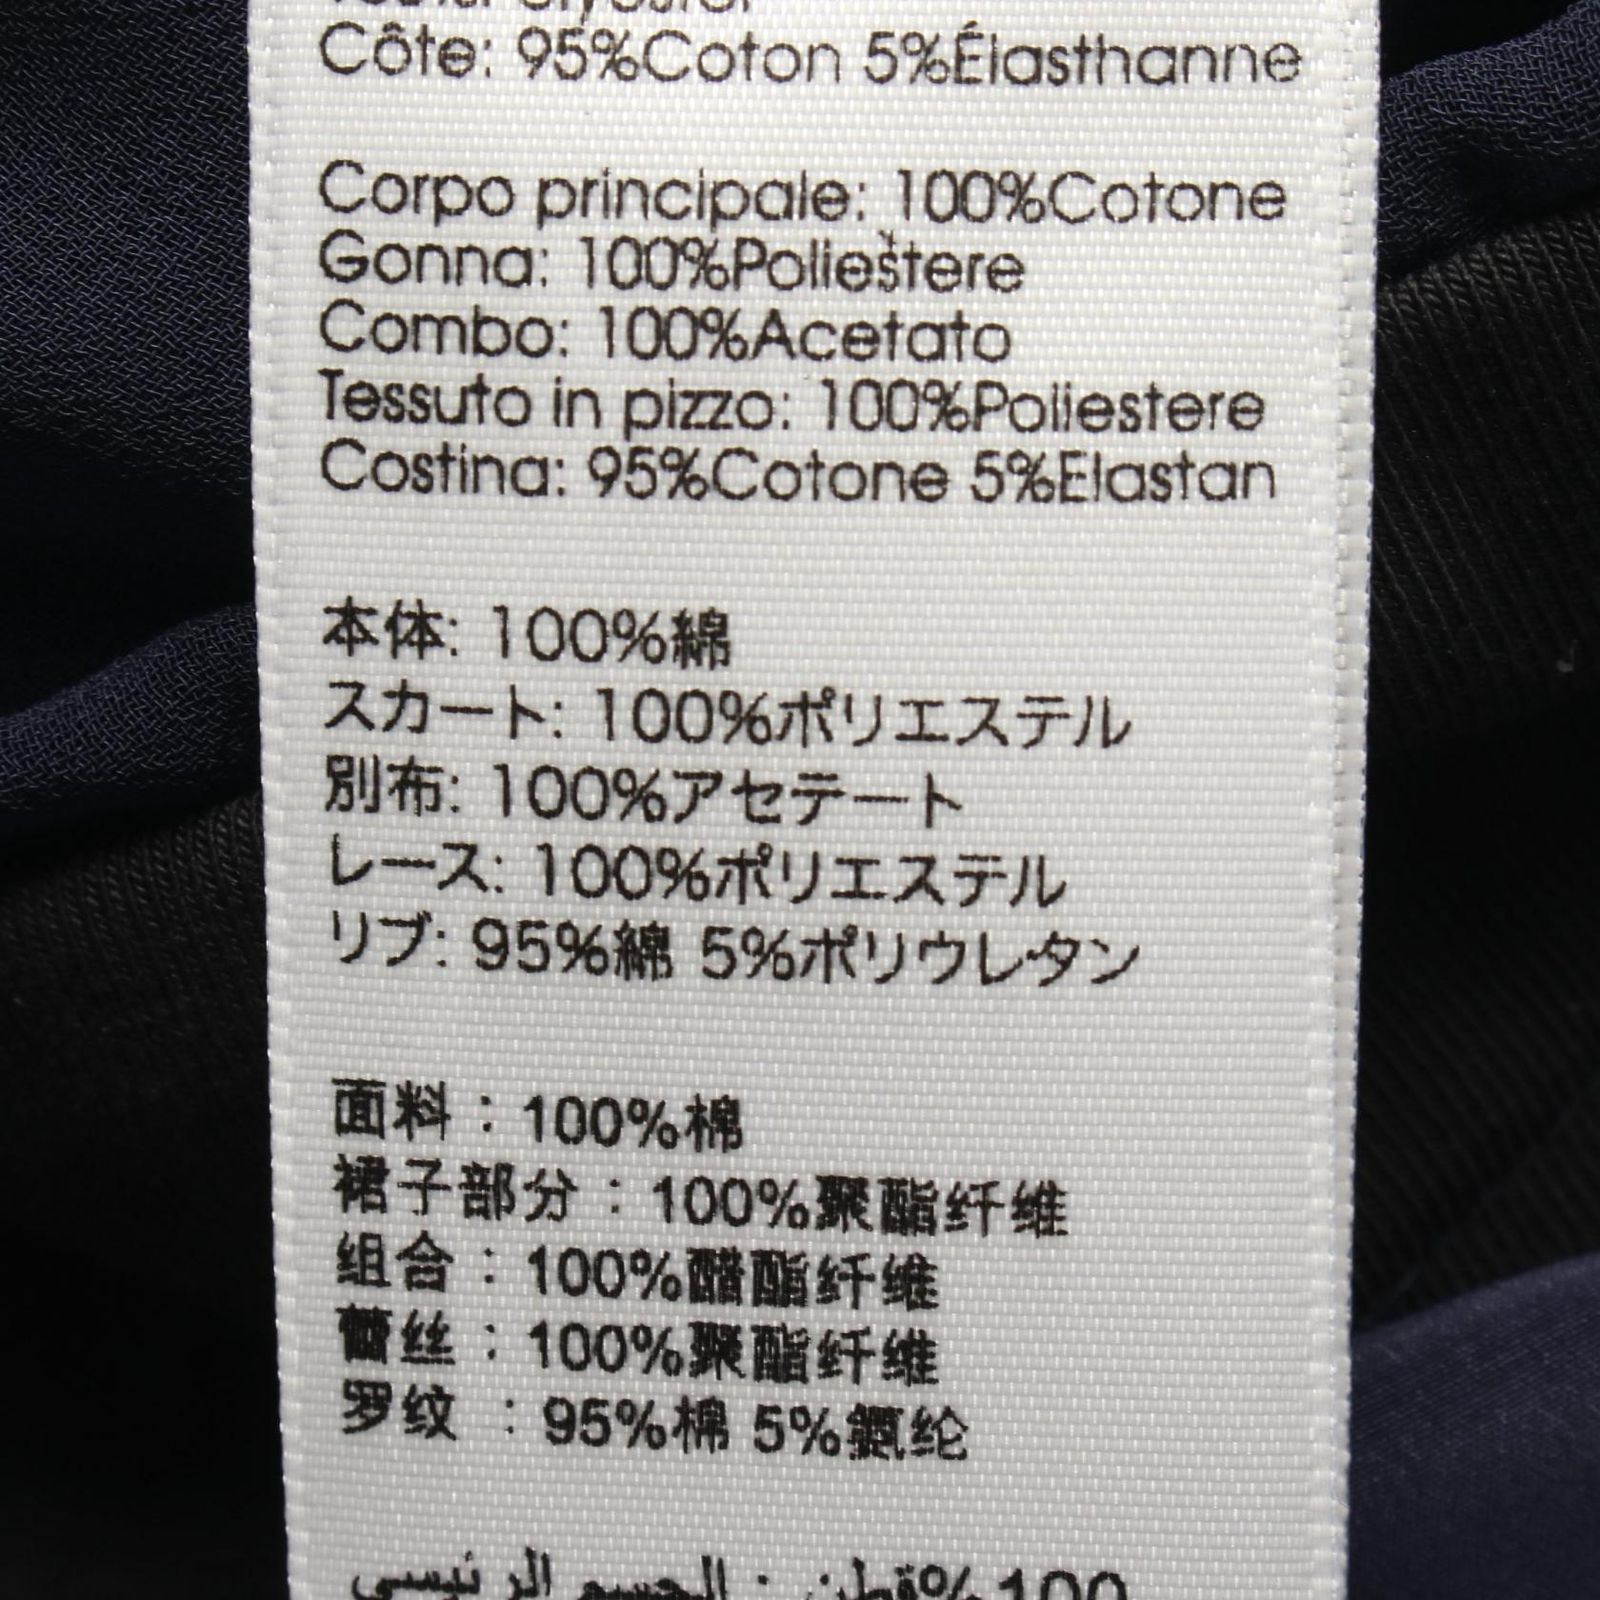 Côte: 95%Coton 5%Élasthanne
Corpo principale: 100%Cotone
Gonna: 100%Poliestere
Combo: 100%Acetato
Tessuto in pizzo: 100%Poliestere
Costina: 95%Cotone 5%Elastan
本体: 100%綿
スカート: 100%ポリエステル
別布: 100%アセテート
レース: 100%ポリエステル
リブ: 95%綿 5%ポリウレタン
面料：100%棉
裙子部分：100%聚酯纤维
组合：100%醋酯纤维
蕾丝：100%聚酯纤维
罗纹 ：95%棉 5%氨纶